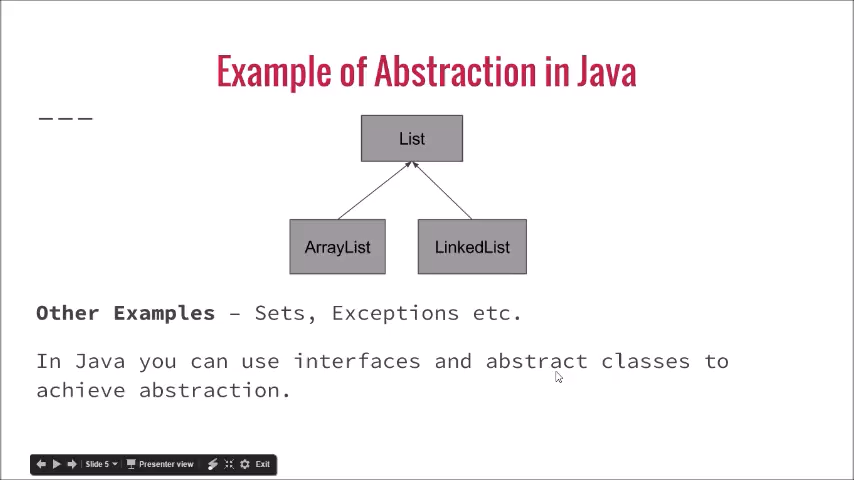 Example of Abstraction in Java
List
ArrayList
LinkedList
Other Examples – Sets, Exceptions etc.
In Java you can use interfaces and abstract classes to
achieve abstraction.
Slide 5
Presenter view
Exit